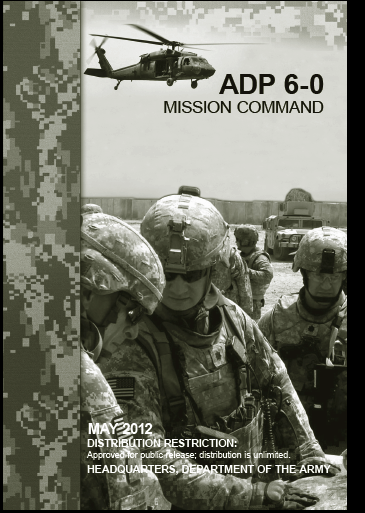 ADP 6-0
MISSION COMMAND
MAY 2012
DISTRIBUTION RESTRICTION:
Approved for public release; distribution is unlimited.
HEADQUARTERS, DEPARTMENT OF THE ARMY